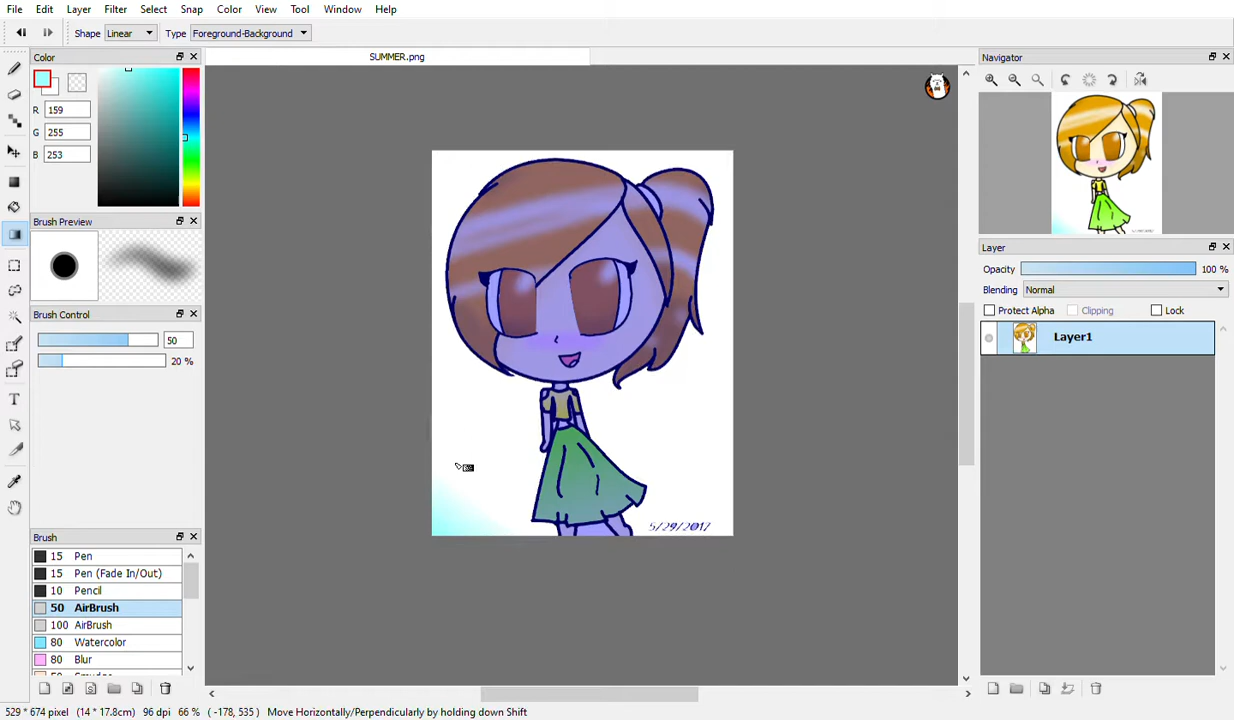 File Edit Layer Filter Select Snap Color View Tool Window Help
Shape Linear Type Foreground-Background
Color
SUMMER.png
Navigator
R 159
G 255
B 253
Brush Preview
Brush Control
50
20 %
Layer
Opacity 100 %
Blending Normal
Protect Alpha Clipping Lock
Layer1
5/29/2017
Brush
15 Pen
15 Pen (Fade In/Out)
10 Pencil
50 AirBrush
100 AirBrush
80 Watercolor
80 Blur
529 * 674 pixel (14 * 17.8cm) 96 dpi 66 % ( -178, 535) Move Horizontally/Perpendicularly by holding down Shift